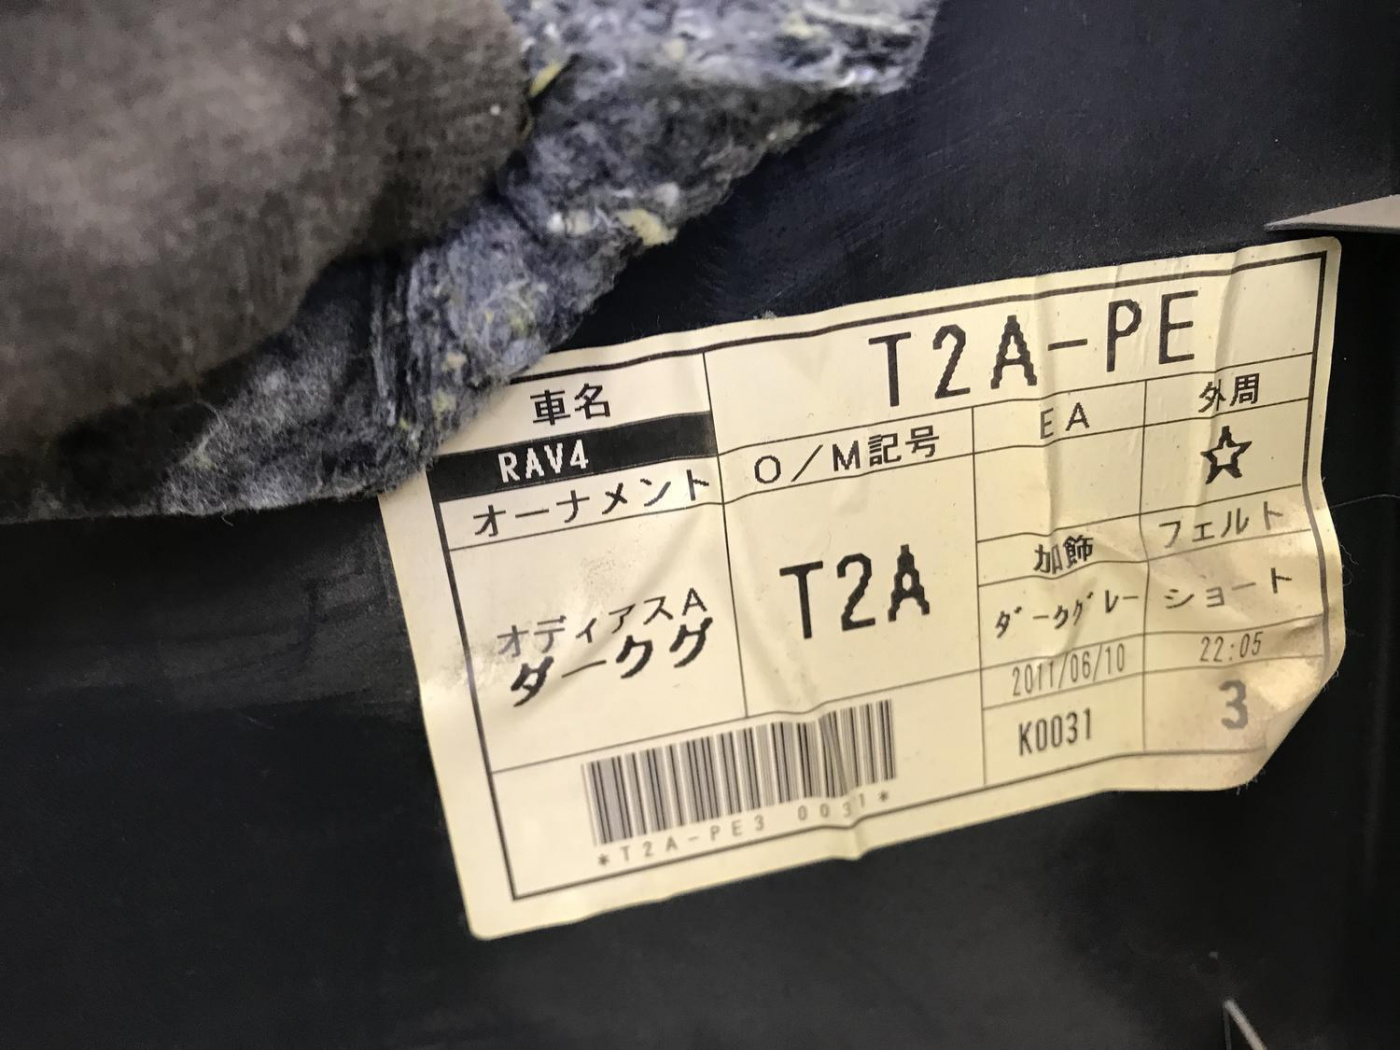 車名
T2A-PE
RAV4
O/M記号
EA
外周
オーナメント
☆
T2A
加飾
フェルト
オディアスA
ダークグ
ダークグレー
ショート
2011/06/10
22:05
K0031
3
*T2A-PE3 0031*